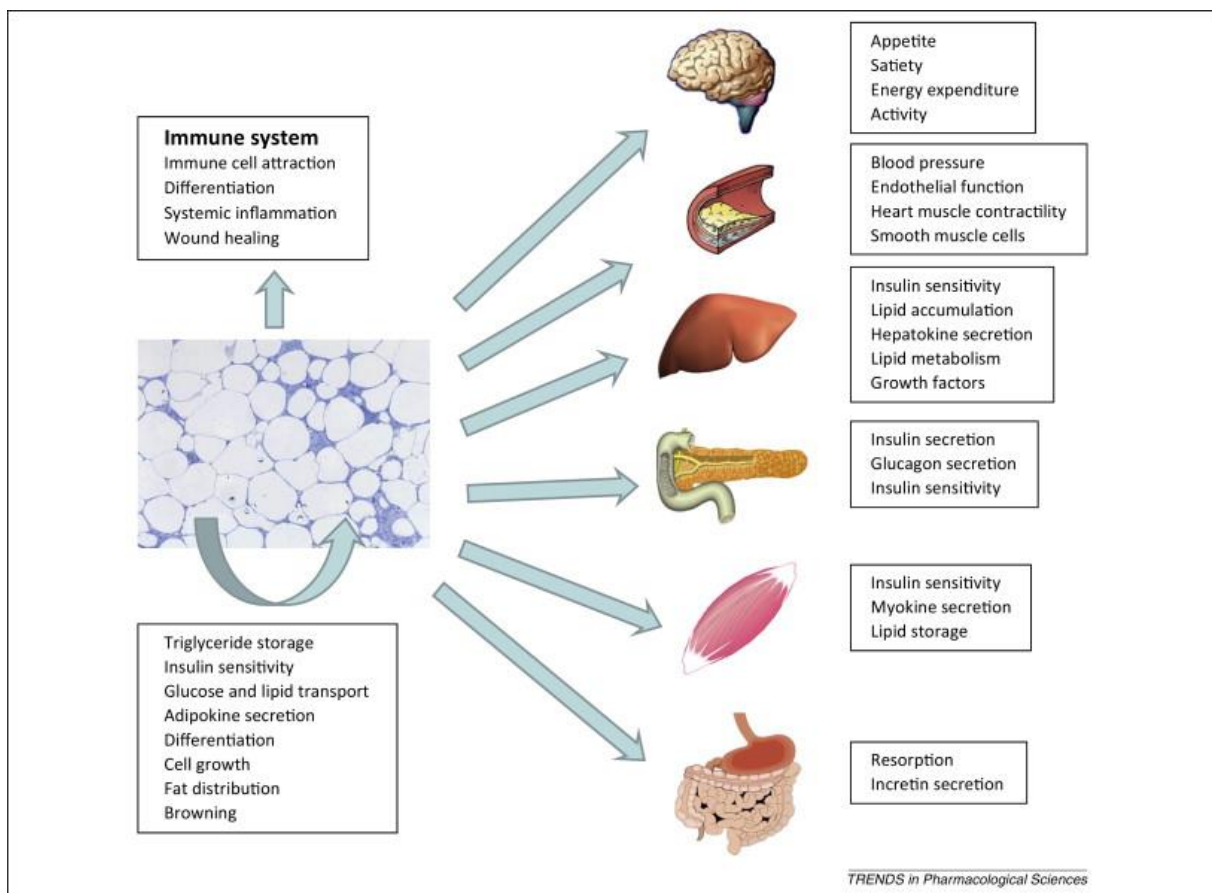 Immune system
Immune cell attraction
Differentiation
Systemic inflammation
Wound healing
Triglyceride storage
Insulin sensitivity
Glucose and lipid transport
Adipokine secretion
Differentiation
Cell growth
Fat distribution
Browning
Appetite
Satiety
Energy expenditure
Activity
Blood pressure
Endothelial function
Heart muscle contractility
Smooth muscle cells
Insulin sensitivity
Lipid accumulation
Hepatokine secretion
Lipid metabolism
Growth factors
Insulin secretion
Glucagon secretion
Insulin sensitivity
Insulin sensitivity
Myokine secretion
Lipid storage
Resorption
Incretin secretion
TRENDS in Pharmacological Sciences